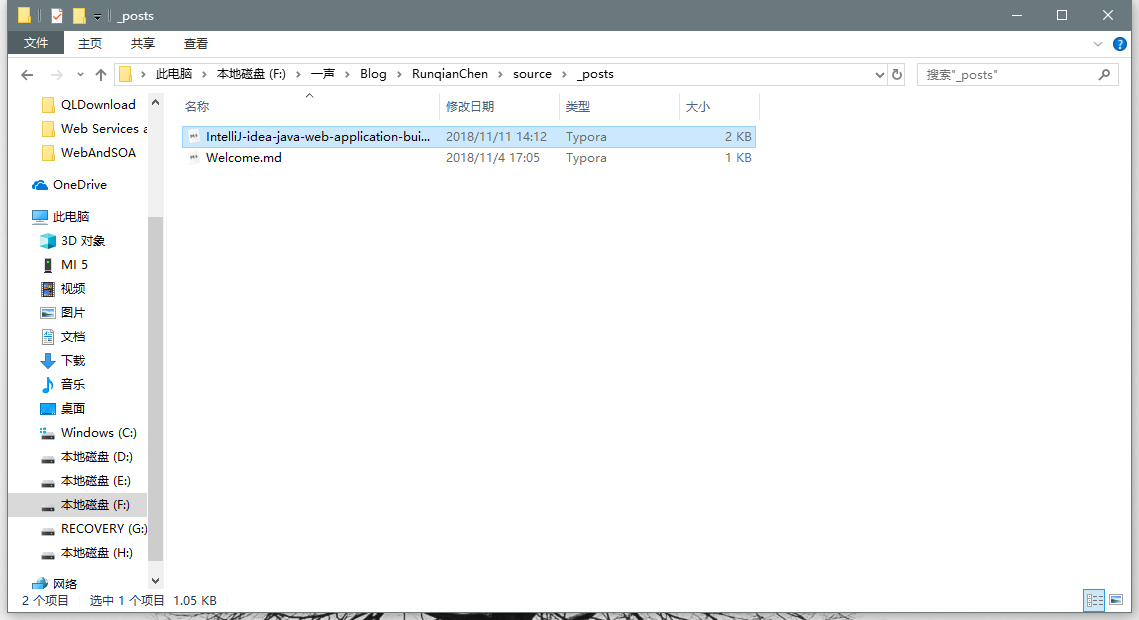 _posts
文件 主页 共享 查看
此电脑 本地磁盘 (F:) 一声 Blog RunqianChen source _posts
搜索"_posts"
名称 修改日期 类型 大小
QLDownload
Web Services a
WebAndSOA
OneDrive
此电脑
3D 对象
MI 5
视频
图片
文档
下载
音乐
桌面
Windows (C:)
本地磁盘 (D:)
本地磁盘 (E:)
本地磁盘 (F:)
RECOVERY (G:)
本地磁盘 (H:)
网络
IntelliJ-idea-java-web-application-bui... 2018/11/11 14:12 Typora 2 KB
Welcome.md 2018/11/4 17:05 Typora 1 KB
2 个项目 选中 1 个项目 1.05 KB